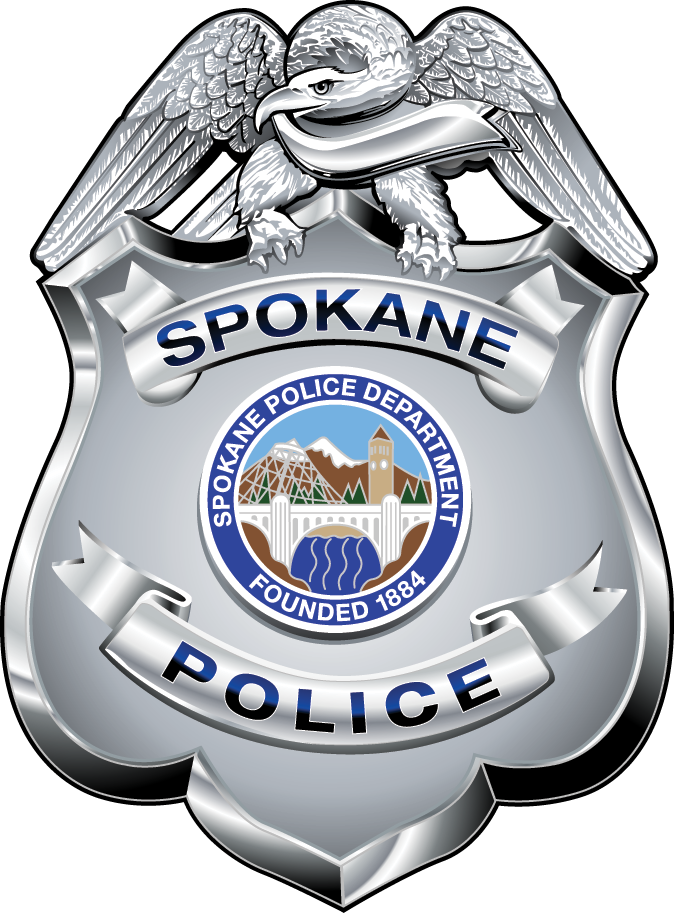 SPOKANE
SPOKANE POLICE DEPARTMENT
FOUNDED 1884
POLICE